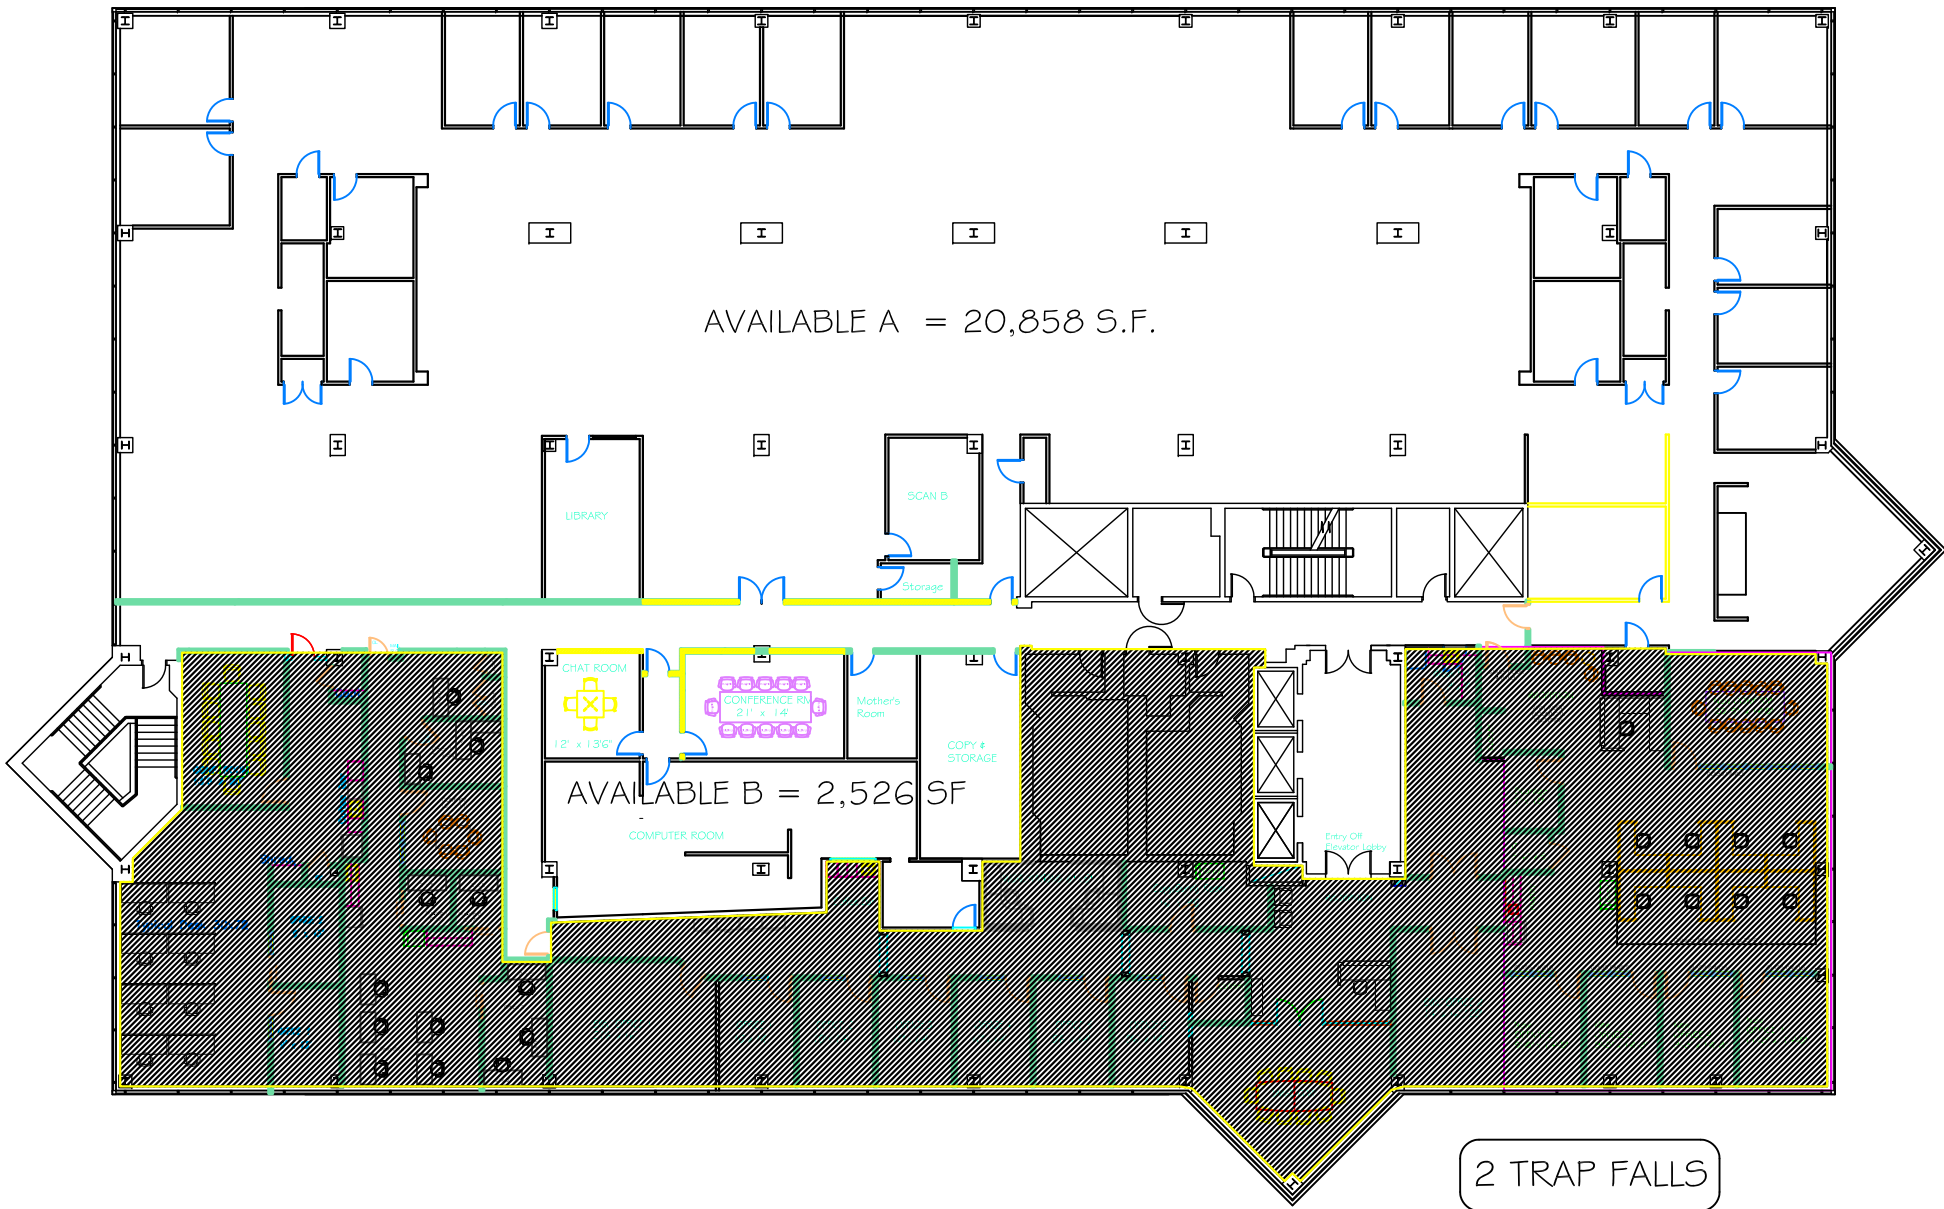 AVAILABLE A = 20,858 S.F.
SCAN B
LIBRARY
Storage
CHAT ROOM
12' x 13'6"
CONFERENCE RM
21' x 14'
Mother's
Room
COPY &
STORAGE
AVAILABLE B = 2,526 SF
COMPUTER ROOM
Entry Off
Elevator Lobby
2 TRAP FALLS